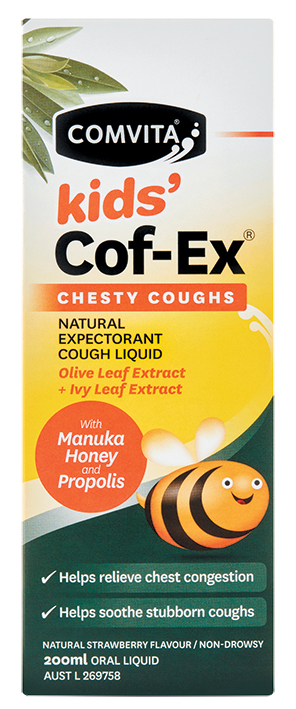 COMVITA®
kids'
Cof-Ex®
CHESTY COUGHS
NATURAL
EXPECTORANT
COUGH LIQUID
Olive Leaf Extract
+ Ivy Leaf Extract
With
Manuka
Honey
and
Propolis
✓ Helps relieve chest congestion
✓ Helps soothe stubborn coughs
NATURAL STRAWBERRY FLAVOUR / NON-DROWSY
200ml ORAL LIQUID
AUST L 269758